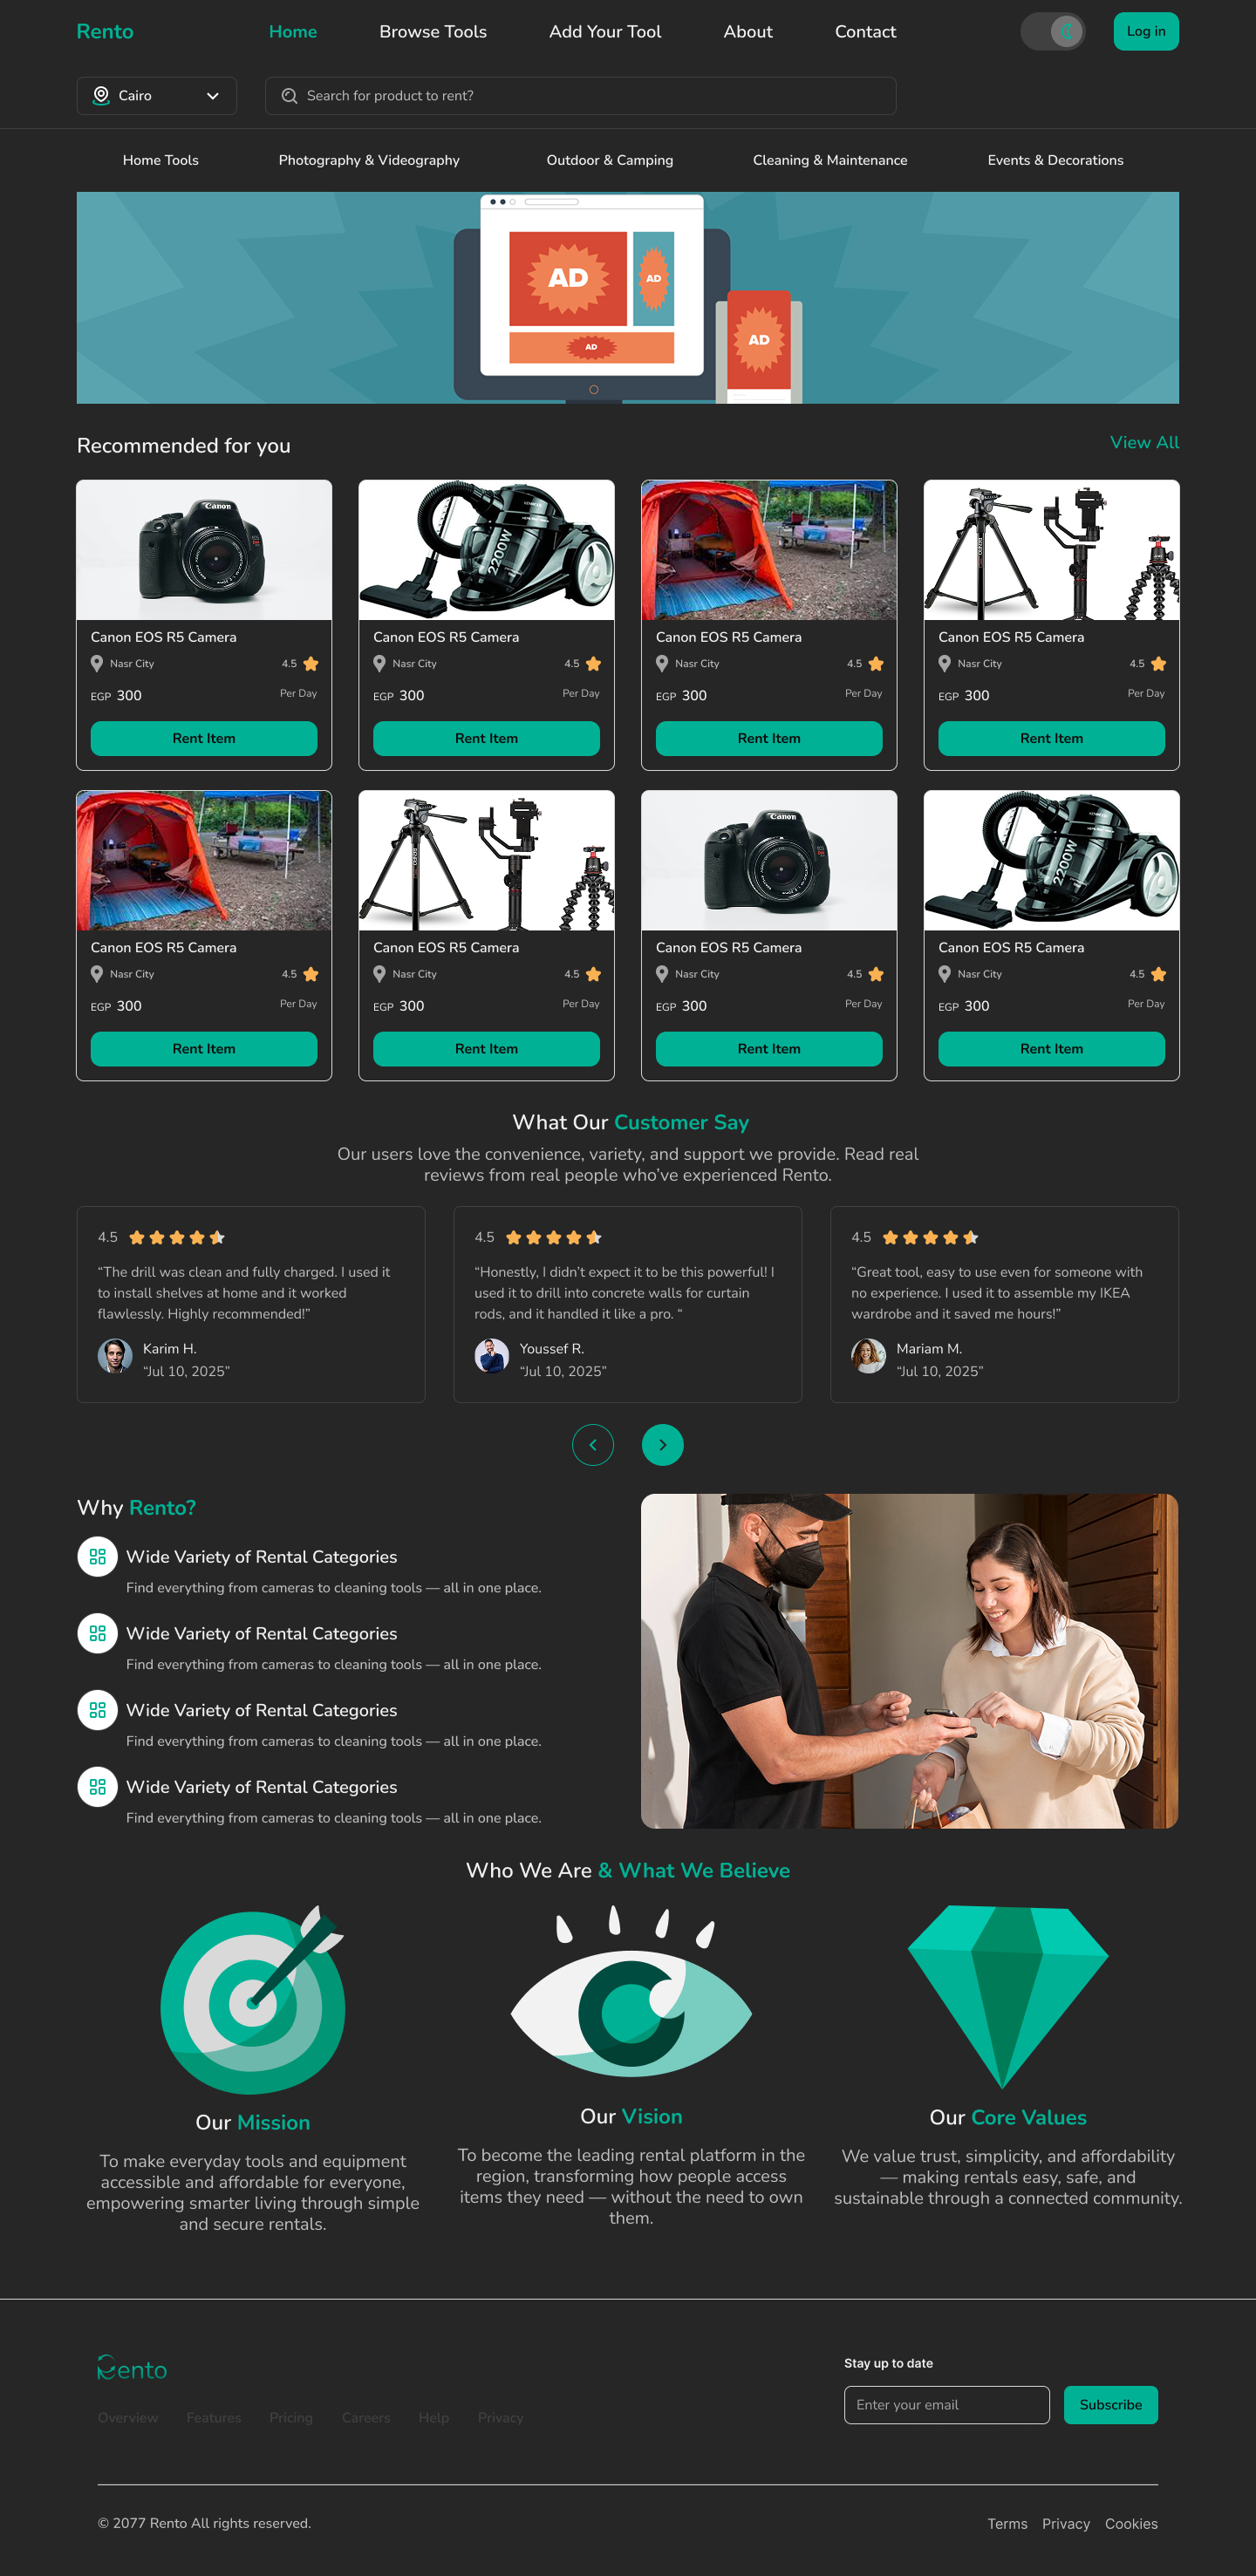 Rento
Home
Browse Tools
Add Your Tool
About
Contact
Log in
Cairo
Search for product to rent?
Home Tools
Photography & Videography
Outdoor & Camping
Cleaning & Maintenance
Events & Decorations
AD
AD
AD
AD
Recommended for you
View All
Canon
2200W
Canon EOS R5 Camera
Nasr City
4.5
EGP 300
Per Day
Rent Item
Canon EOS R5 Camera
Nasr City
4.5
EGP 300
Per Day
Rent Item
Canon EOS R5 Camera
Nasr City
4.5
EGP 300
Per Day
Rent Item
Canon EOS R5 Camera
Nasr City
4.5
EGP 300
Per Day
Rent Item
Canon
2200W
Canon EOS R5 Camera
Nasr City
4.5
EGP 300
Per Day
Rent Item
Canon EOS R5 Camera
Nasr City
4.5
EGP 300
Per Day
Rent Item
Canon EOS R5 Camera
Nasr City
4.5
EGP 300
Per Day
Rent Item
Canon EOS R5 Camera
Nasr City
4.5
EGP 300
Per Day
Rent Item
What Our Customer Say
Our users love the convenience, variety, and support we provide. Read real
reviews from real people who’ve experienced Rento.
4.5
“The drill was clean and fully charged. I used it
to install shelves at home and it worked
flawlessly. Highly recommended!”
Karim H.
“Jul 10, 2025”
4.5
“Honestly, I didn’t expect it to be this powerful! I
used it to drill into concrete walls for curtain
rods, and it handled it like a pro. “
Youssef R.
“Jul 10, 2025”
4.5
“Great tool, easy to use even for someone with
no experience. I used it to assemble my IKEA
wardrobe and it saved me hours!”
Mariam M.
“Jul 10, 2025”
Why Rento?
Wide Variety of Rental Categories
Find everything from cameras to cleaning tools — all in one place.
Wide Variety of Rental Categories
Find everything from cameras to cleaning tools — all in one place.
Wide Variety of Rental Categories
Find everything from cameras to cleaning tools — all in one place.
Wide Variety of Rental Categories
Find everything from cameras to cleaning tools — all in one place.
Who We Are & What We Believe
Our Mission
To make everyday tools and equipment
accessible and affordable for everyone,
empowering smarter living through simple
and secure rentals.
Our Vision
To become the leading rental platform in the
region, transforming how people access
items they need — without the need to own
them.
Our Core Values
We value trust, simplicity, and affordability
— making rentals easy, safe, and
sustainable through a connected community.
Rento
Overview
Features
Pricing
Careers
Help
Privacy
Stay up to date
Enter your email
Subscribe
© 2077 Rento All rights reserved.
Terms
Privacy
Cookies